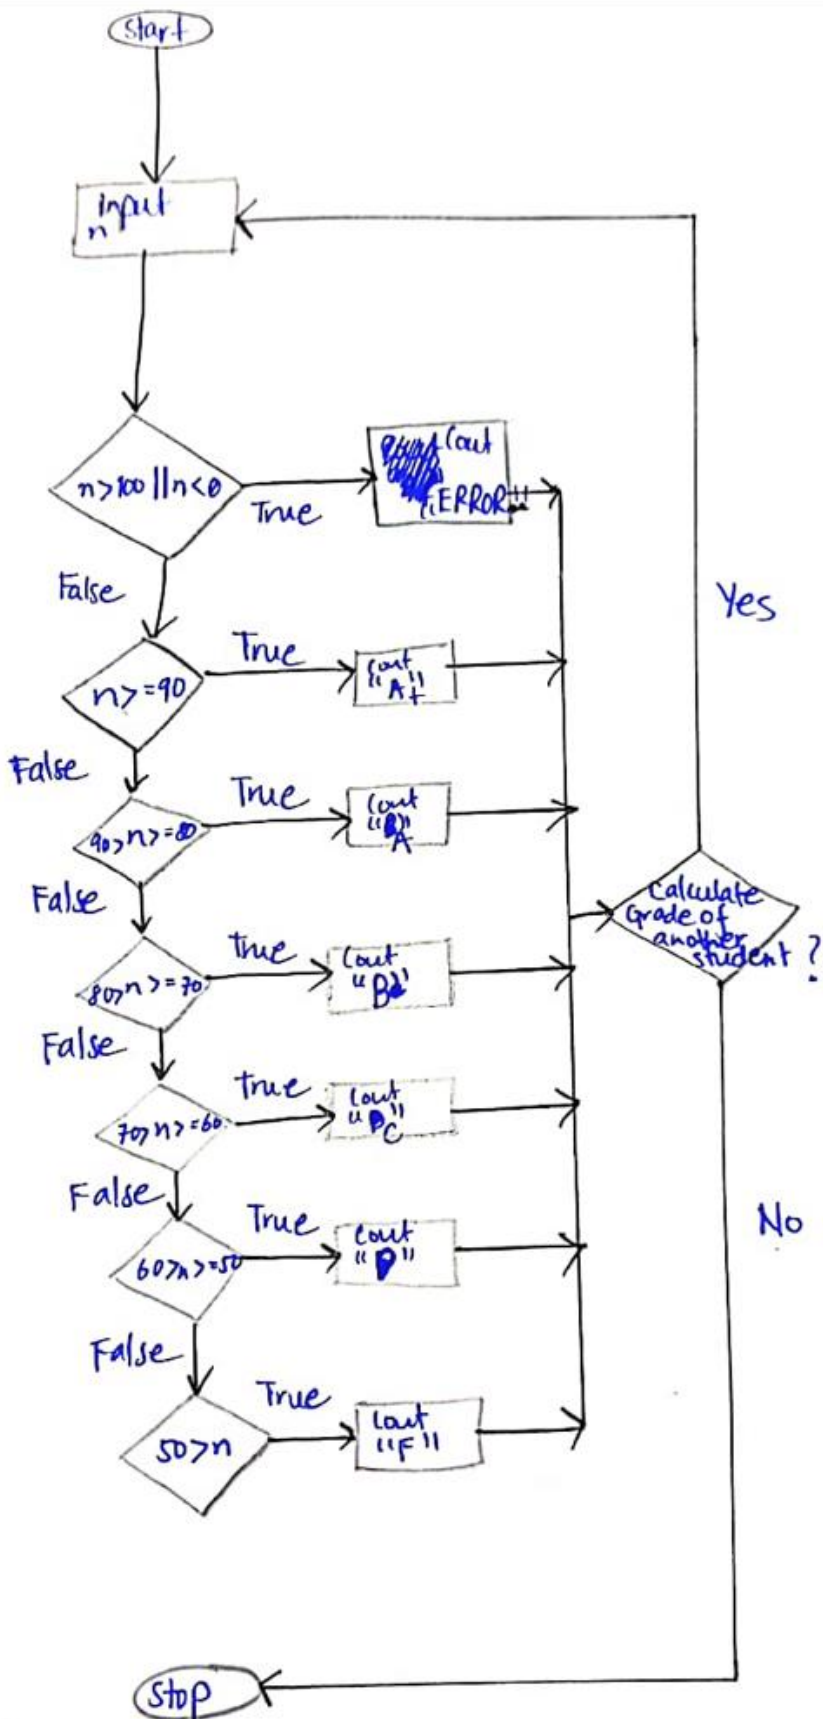 Start
Input
n
n>100 || n<0
True
Cout
"ERROR"
False
n>=90
True
Cout
"A+"
False
90>n>=80
True
Cout
A
False
80>n>=70
True
Cout
"B"
False
70>n>=60
True
Cout
C
False
60>n>=50
True
Cout
"D"
False
50>n
True
Cout
"F"
Yes
Calculate
Grade of
another
student ?
No
Stop